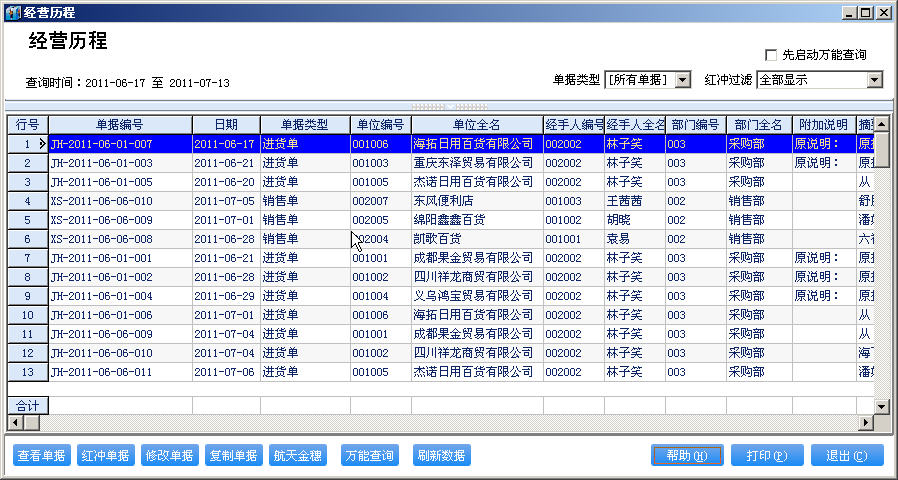 经营历程
经营历程
先启动万能查询
查询时间：2011-06-17 至 2011-07-13 单据类型 [所有单据] 红冲过滤 全部显示
行号 单据编号 日期 单据类型 单位编号 单位全名 经手人编号 经手人全名 部门编号 部门全名 附加说明 摘
1 JH-2011-06-01-007 2011-06-17 进货单 001006 海拓日用百货有限公司 002002 林子笑 003 采购部 原说明： 原
2 JH-2011-06-01-003 2011-06-21 进货单 001003 重庆东泽贸易有限公司 002002 林子笑 003 采购部 原说明： 原
3 JH-2011-06-01-005 2011-06-20 进货单 001005 杰诺日用百货有限公司 002002 林子笑 003 采购部 从
4 XS-2011-06-06-010 2011-07-05 销售单 002007 东风便利店 001003 王茜茜 002 销售部
5 XS-2011-06-06-009 2011-07-01 销售单 002005 绵阳鑫鑫百货 001002 胡晓 002 销售部 潘
6 XS-2011-06-06-008 2011-06-28 销售单 002004 凯歌百货 001001 袁易 002 销售部 六
7 JH-2011-06-01-001 2011-06-21 进货单 001001 成都果金贸易有限公司 002002 林子笑 003 采购部 原说明： 原
8 JH-2011-06-01-002 2011-06-28 进货单 001002 四川祥龙商贸有限公司 002002 林子笑 003 采购部 原说明： 原
9 JH-2011-06-01-004 2011-06-29 进货单 001004 义乌鸿宝贸易有限公司 002002 林子笑 003 采购部 原说明： 原
10 JH-2011-06-01-006 2011-07-01 进货单 001006 海拓日用百货有限公司 002002 林子笑 003 采购部 从
11 JH-2011-06-06-009 2011-07-04 进货单 001001 成都果金贸易有限公司 002002 林子笑 003 采购部 从
12 JH-2011-06-06-010 2011-07-04 进货单 001002 四川祥龙商贸有限公司 002002 林子笑 003 采购部 海
13 JH-2011-06-06-011 2011-07-06 进货单 001005 杰诺日用百货有限公司 002002 林子笑 003 采购部 潘
合计
查看单据 红冲单据 修改单据 复制单据 航天金穗 万能查询 刷新数据 帮助(H) 打印(P) 退出(C)